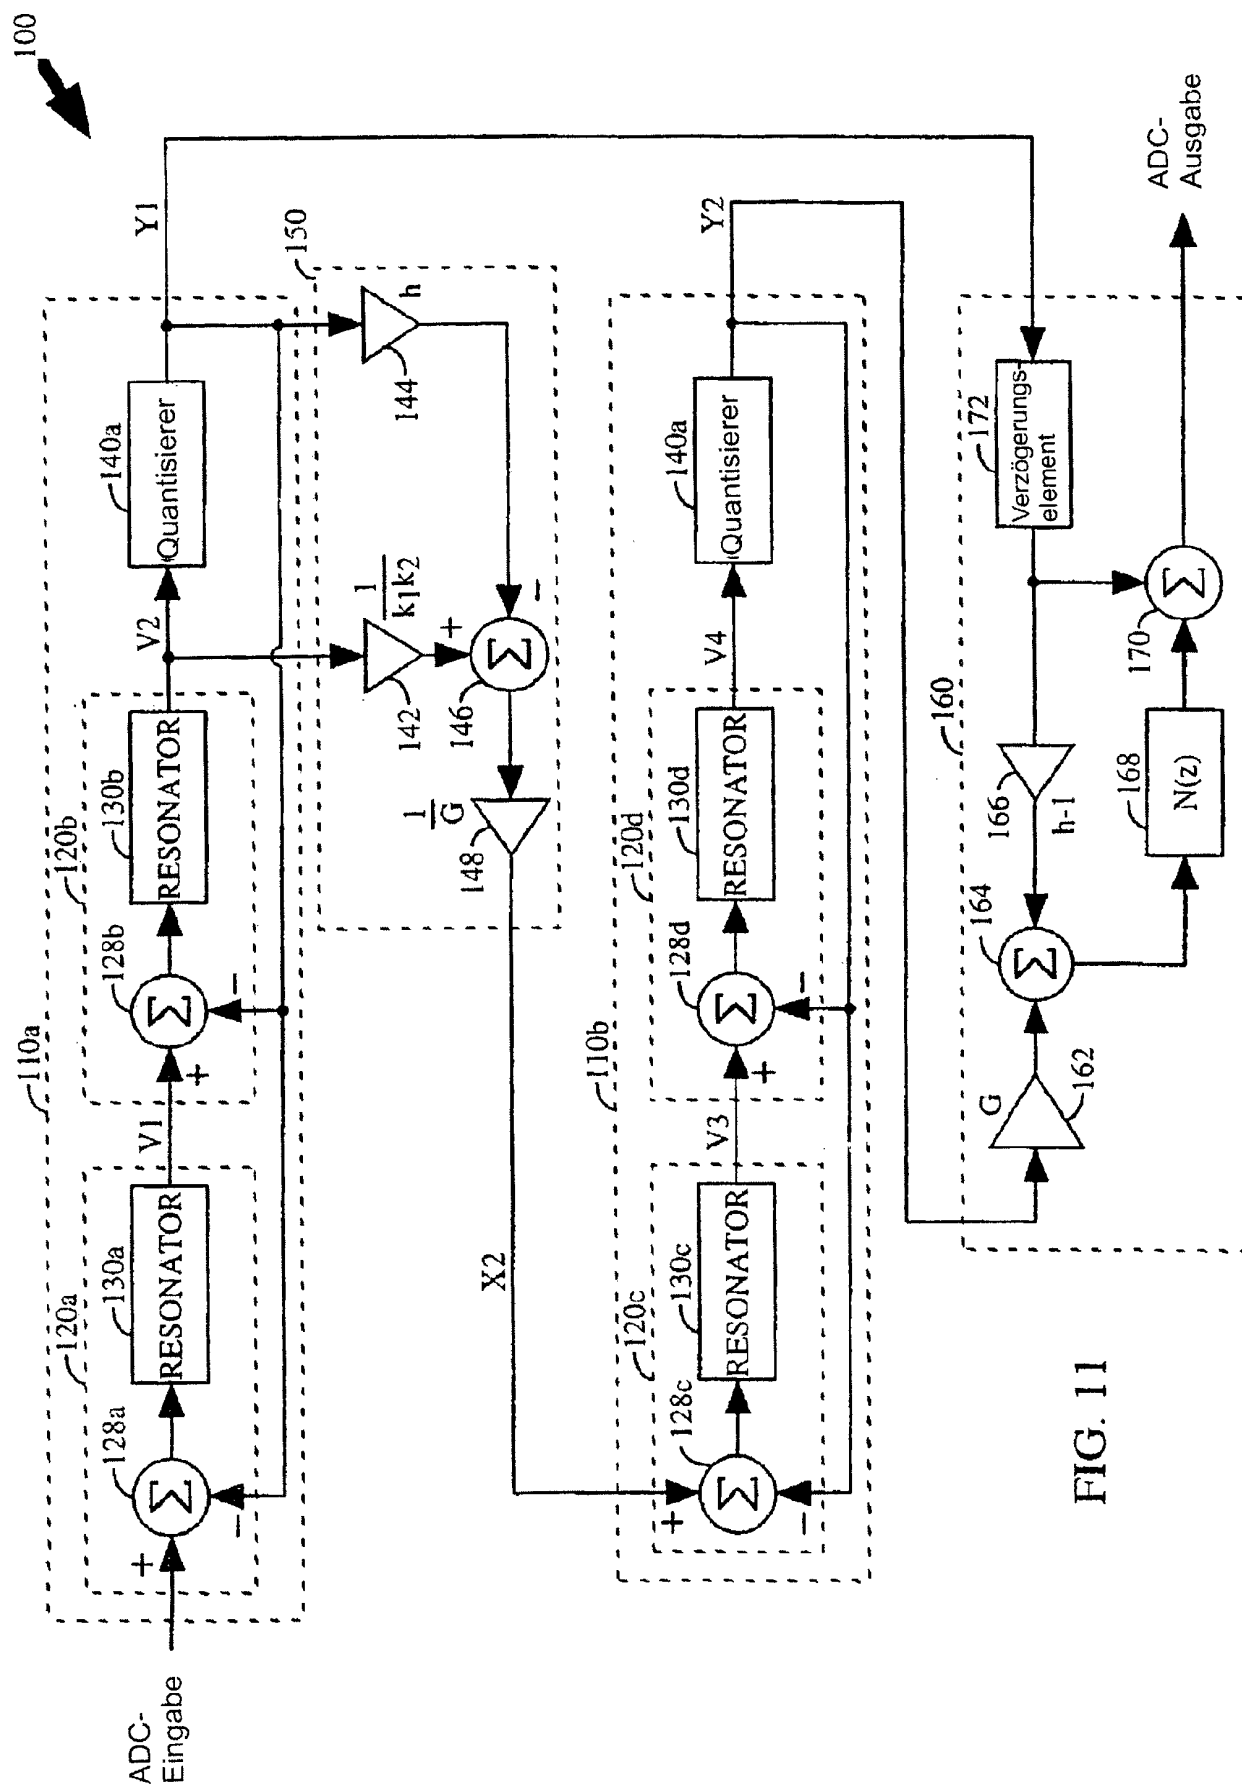 100
110a
120a
120b
ADC-
Eingabe
+
128a
Σ
−
130a
RESONATOR
V1
+
128b
Σ
−
130b
RESONATOR
V2
140a
Quantisierer
Y1
150
1
k1k2
142
h
144
+
−
146
Σ
1
G
148
X2
110b
120c
120d
+
128c
Σ
−
130c
RESONATOR
V3
+
128d
Σ
−
130d
RESONATOR
V4
140a
Quantisierer
Y2
160
G
162
164
Σ
166
h-1
172
Verzögerungs-
element
168
N(z)
170
Σ
ADC-
Ausgabe
FIG. 11